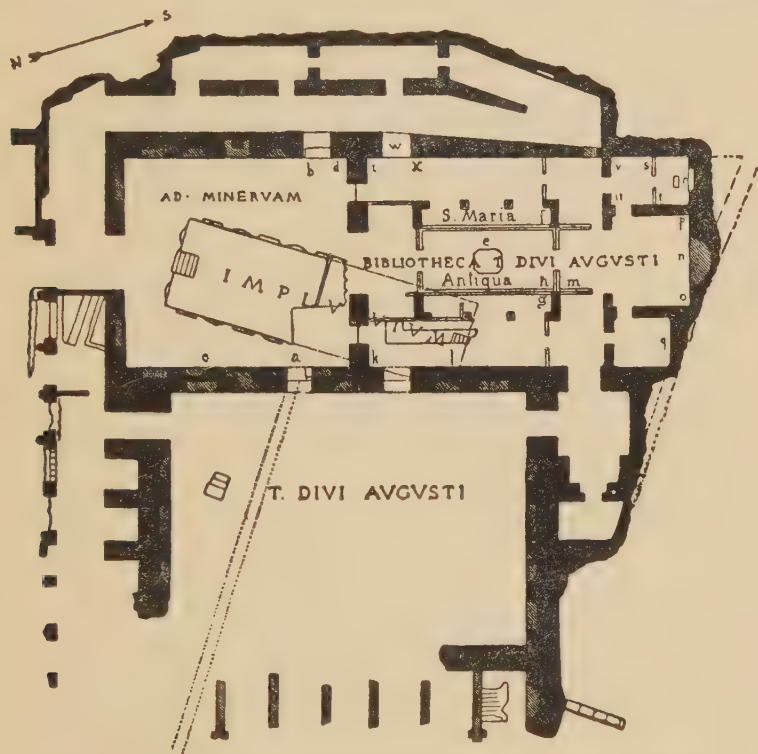 N S
b d i w x v s r
AD · MINERVAM
u t
S. Maria
p
e
BIBLIOTHECA T. DIVI AVGVSTI
n
IMPL
Antiqua h m
g o
q
c a k l
T. DIVI AVGVSTI